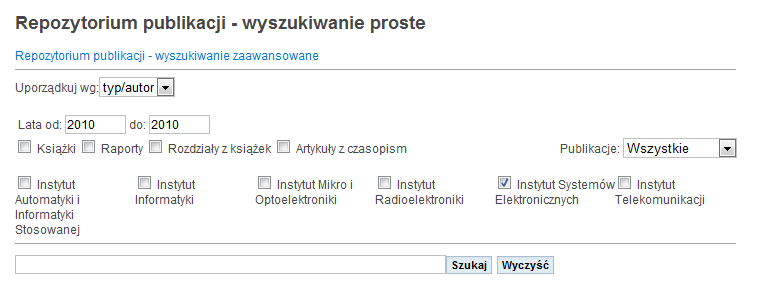 Repozytorium publikacji - wyszukiwanie proste
Repozytorium publikacji - wyszukiwanie zaawansowane
Uporządkuj wg: typ/autor
Lata od: 2010 do: 2010
Książki Raporty Rozdziały z książek Artykuły z czasopism Publikacje: Wszystkie
Instytut Automatyki i Informatyki Stosowanej
Instytut Informatyki
Instytut Mikro i Optoelektroniki
Instytut Radioelektroniki
Instytut Systemów Elektronicznych
Instytut Telekomunikacji
Szukaj Wyczyść